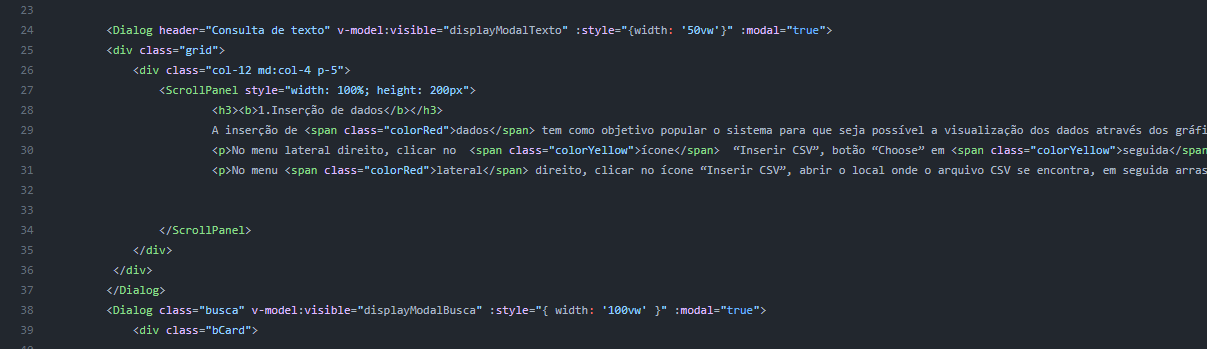 23
24 <Dialog header="Consulta de texto" v-model:visible="displayModalTexto" :style="{width: '50vw'}" :modal="true">
25 <div class="grid">
26 <div class="col-12 md:col-4 p-5">
27 <ScrollPanel style="width: 100%; height: 200px">
28 <h3><b>1.Inserção de dados</b></h3>
29 A inserção de <span class="colorRed">dados</span> tem como objetivo popular o sistema para que seja possível a visualização dos dados através dos gráfi
30 <p>No menu lateral direito, clicar no  <span class="colorYellow">ícone</span>  “Inserir CSV”, botão “Choose” em <span class="colorYellow">seguida</span
31 <p>No menu <span class="colorRed">lateral</span> direito, clicar no ícone “Inserir CSV”, abrir o local onde o arquivo CSV se encontra, em seguida arras
32
33
34 </ScrollPanel>
35 </div>
36 </div>
37 </Dialog>
38 <Dialog class="busca" v-model:visible="displayModalBusca" :style="{ width: '100vw' }" :modal="true">
39 <div class="bCard">